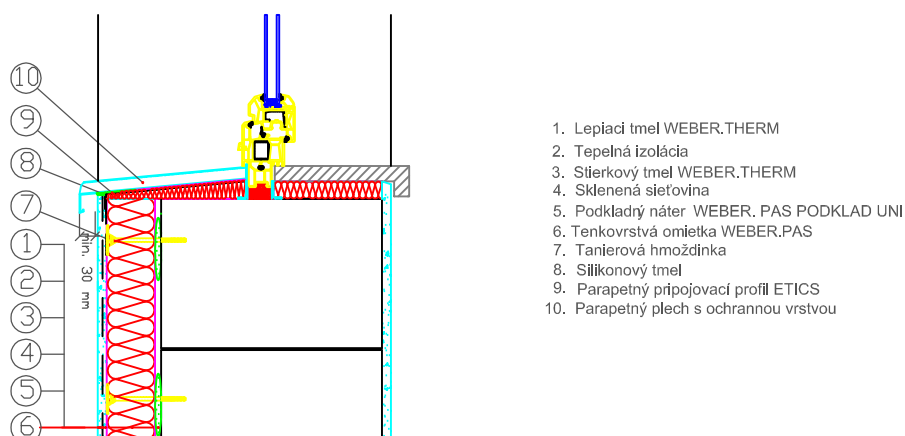 10
9
8
7
1
2
3
4
5
6
min. 30 mm
1. Lepiaci tmel WEBER.THERM
2. Tepelná izolácia
3. Stierkový tmel WEBER.THERM
4. Sklenená sieťovina
5. Podkladný náter WEBER. PAS PODKLAD UNI
6. Tenkovrstvá omietka WEBER.PAS
7. Tanierová hmoždinka
8. Silikonový tmel
9. Parapetný pripojovací profil ETICS
10. Parapetný plech s ochrannou vrstvou